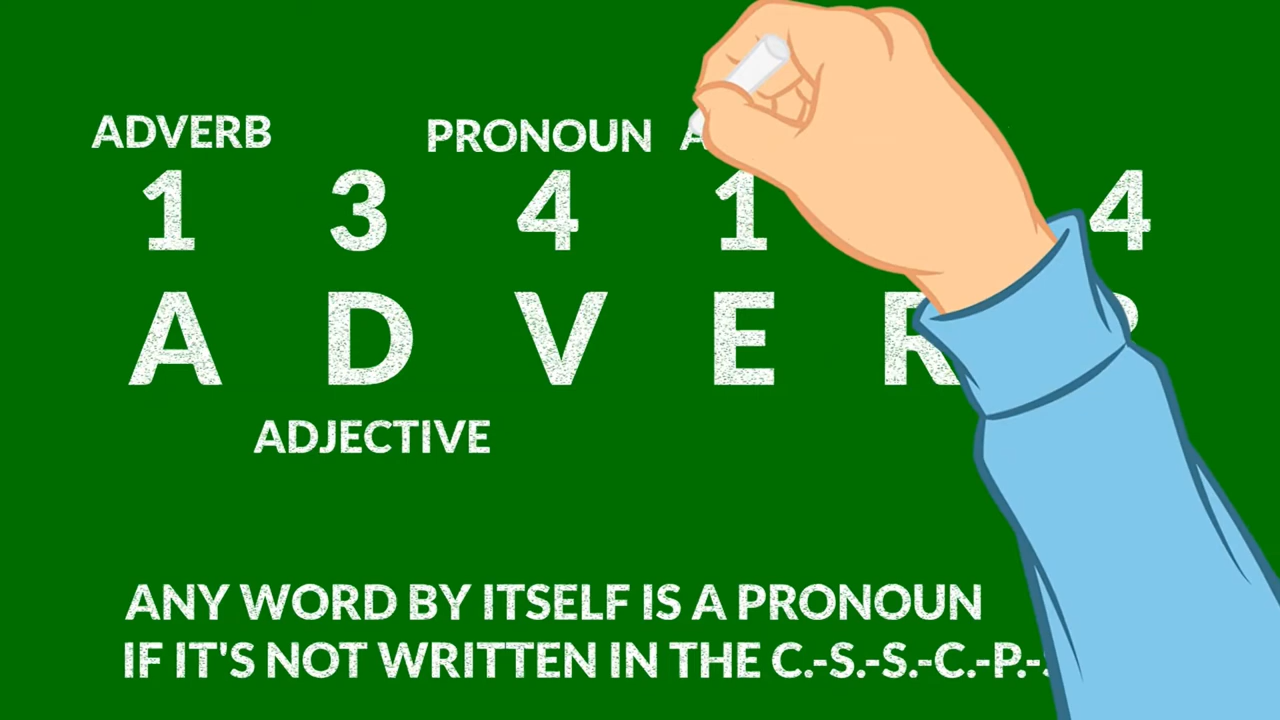 ADVERB PRONOUN
1 3 4 1 4
A D V E R
ADJECTIVE
ANY WORD BY ITSELF IS A PRONOUN
IF IT'S NOT WRITTEN IN THE C.-S.-S.-C.-P.-